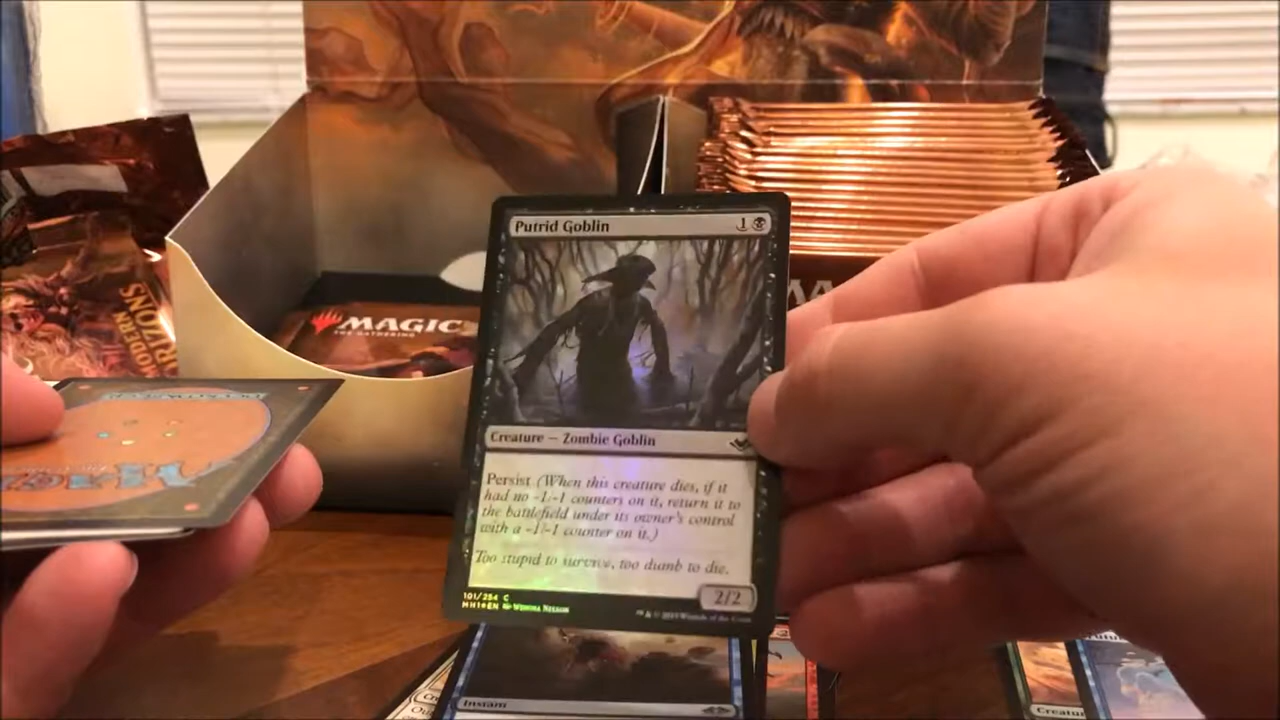 Putrid Goblin 1
Creature — Zombie Goblin
Persist (When this creature dies, if it
had no -1/-1 counters on it, return it to
the battlefield under its owner's control
with a -1/-1 counter on it.)
Too stupid to survive, too dumb to die.
2/2
101/254 C
MH1 EN
MAGIC
THE GATHERING
MODERN
HORIZONS
MAGIC
Instant